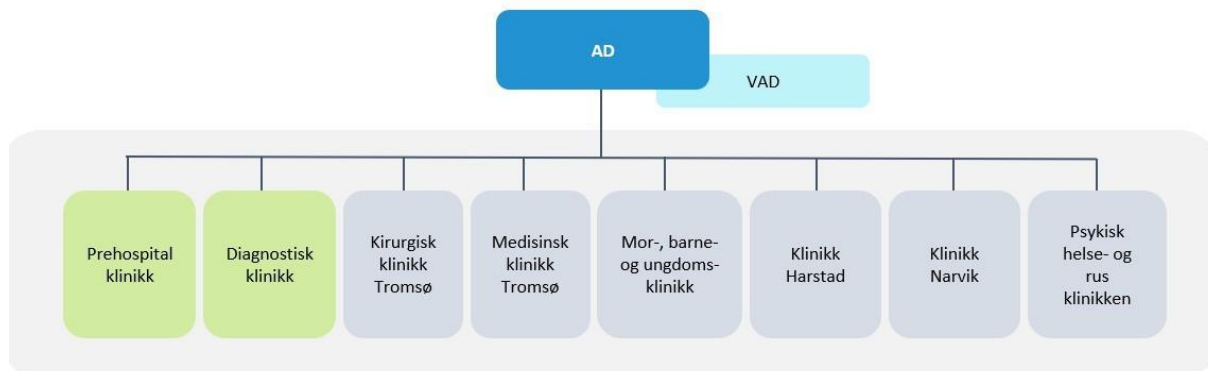 AD
VAD
Prehospital
klinikk
Diagnostisk
klinikk
Kirurgisk
klinikk
Tromsø
Medisinsk
klinikk
Tromsø
Mor-, barne-
og ungdoms-
klinikk
Klinikk
Harstad
Klinikk
Narvik
Psykisk
helse- og
rus
klinikken